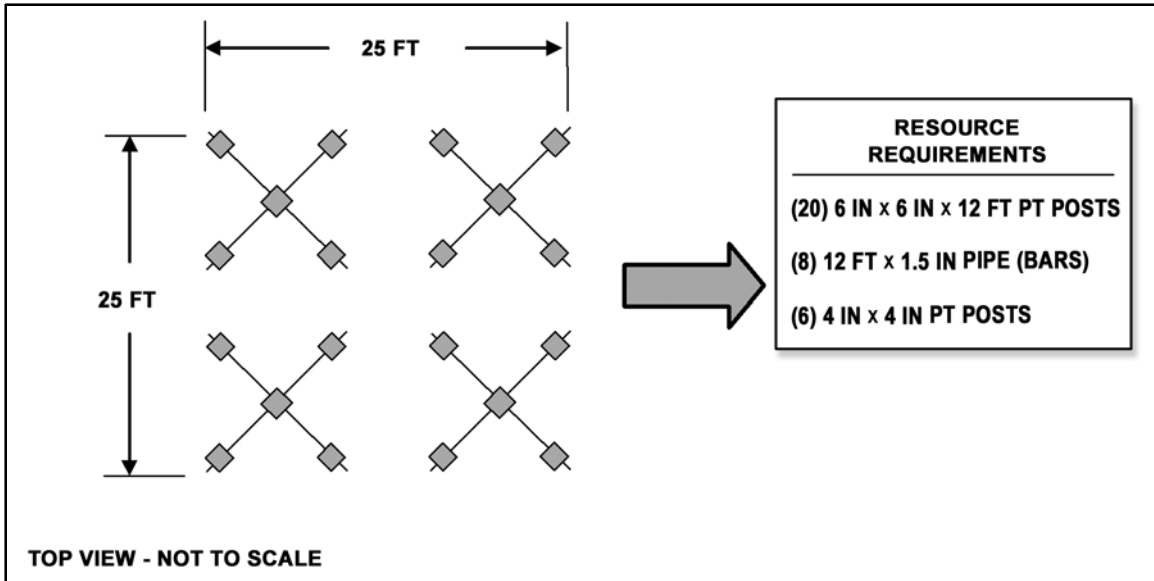 25 FT
25 FT
RESOURCE
REQUIREMENTS
(20) 6 IN x 6 IN x 12 FT PT POSTS
(8) 12 FT x 1.5 IN PIPE (BARS)
(6) 4 IN x 4 IN PT POSTS
TOP VIEW - NOT TO SCALE